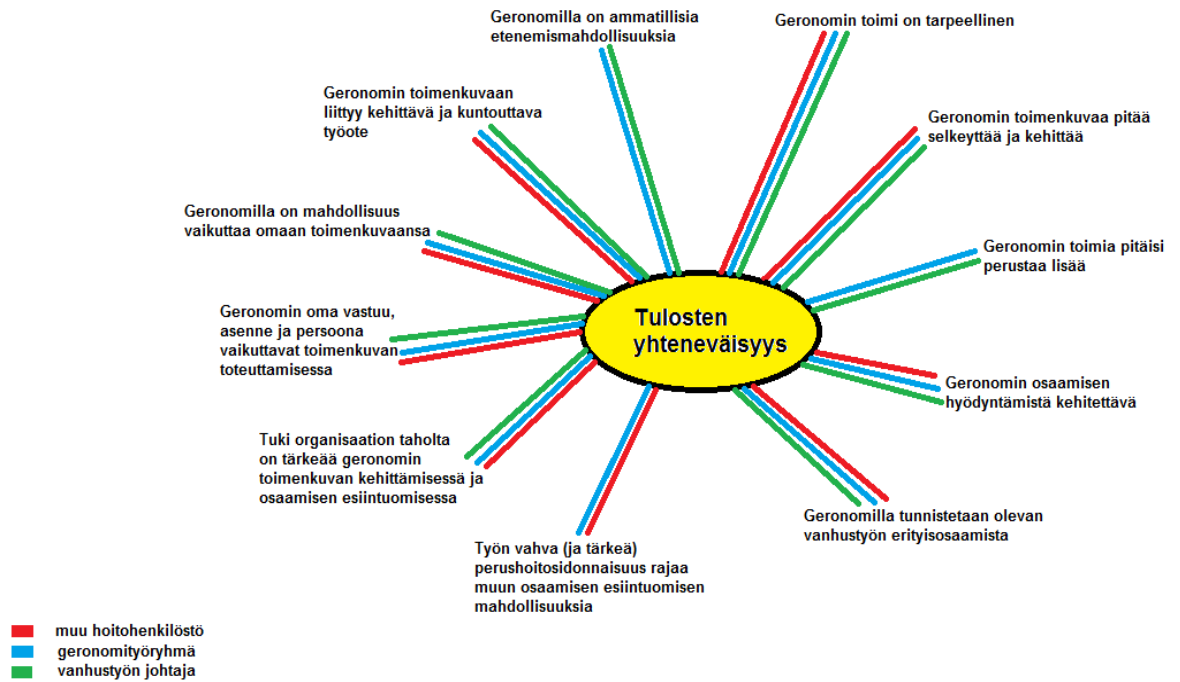 Geronomilla on ammatillisia
etenemismahdollisuuksia
Geronomin toimi on tarpeellinen
Geronomin toimenkuvaan
liittyy kehittävä ja kuntouttava
työote
Geronomin toimenkuvaa pitää
selkeyttää ja kehittää
Geronomilla on mahdollisuus
vaikuttaa omaan toimenkuvaansa
Geronomin toimia pitäisi
perustaa lisää
Geronomin oma vastuu,
asenne ja persoona
vaikuttavat toimenkuvan
toteuttamisessa
Tulosten
yhteneväisyys
Geronomin osaamisen
hyödyntämistä kehitettävä
Tuki organisaation taholta
on tärkeää geronomin
toimenkuvan kehittämisessä ja
osaamisen esiintuomisessa
Geronomilla tunnistetaan olevan
vanhustyön erityisosaamista
Työn vahva (ja tärkeä)
perushoitosidonnaisuus rajaa
muun osaamisen esiintuomisen
mahdollisuuksia
muu hoitohenkilöstö
geronomityöryhmä
vanhustyön johtaja